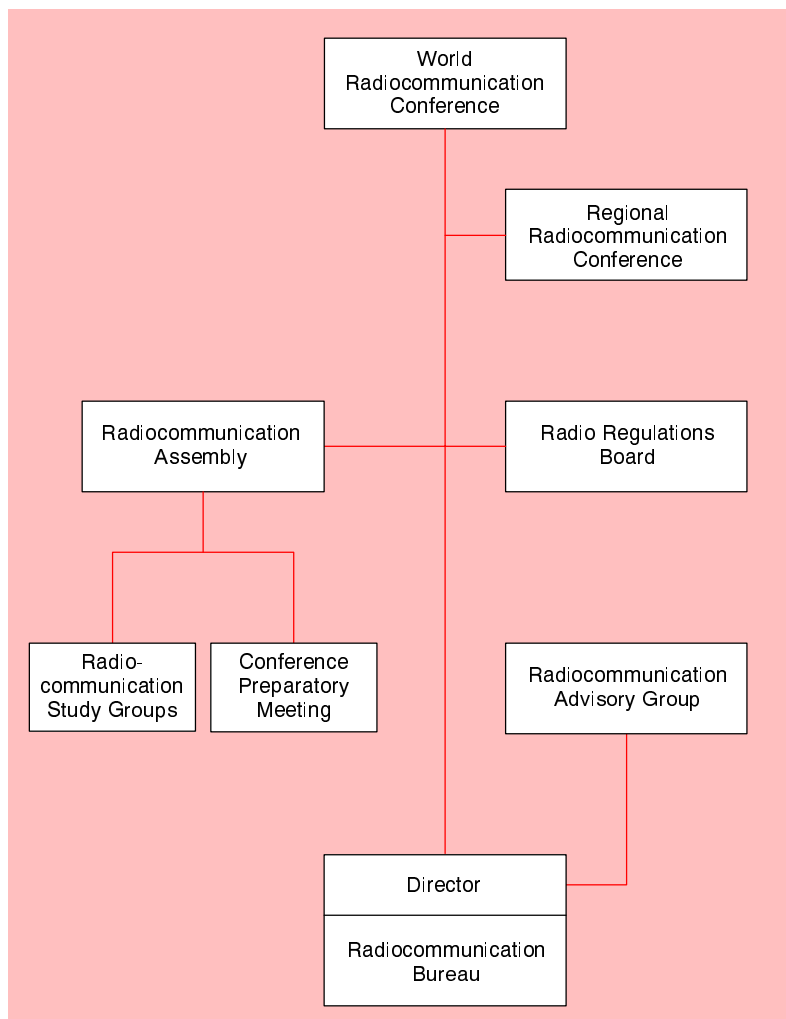 World
Radiocommunication
Conference
Regional
Radiocommunication
Conference
Radiocommunication
Assembly
Radio Regulations
Board
Radio-
communication
Study Groups
Conference
Preparatory
Meeting
Radiocommunication
Advisory Group
Director
Radiocommunication
Bureau